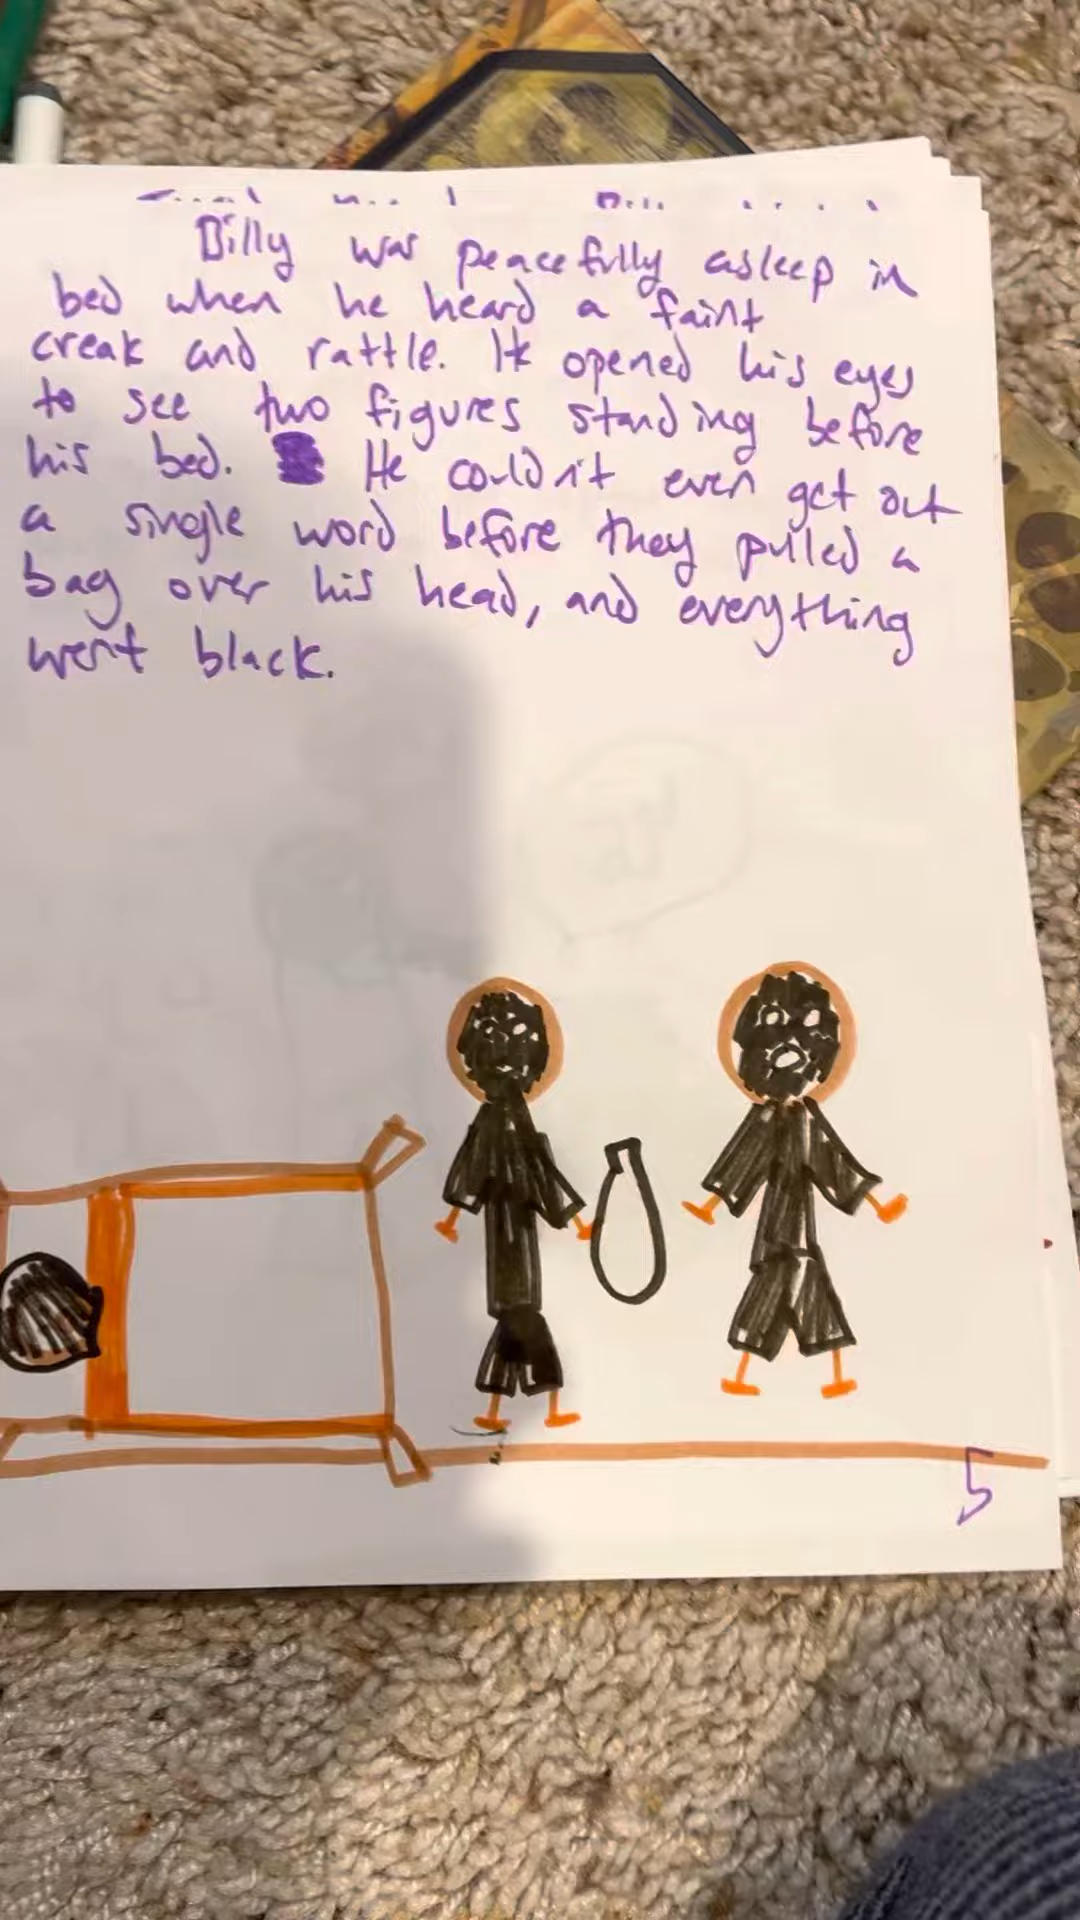 Billy was peacefully asleep in
bed when he heard a faint
creak and rattle. He opened his eyes
to see two figures standing before
his bed. He couldn't even get out
a single word before they pulled a
bag over his head, and everything
went black.
5